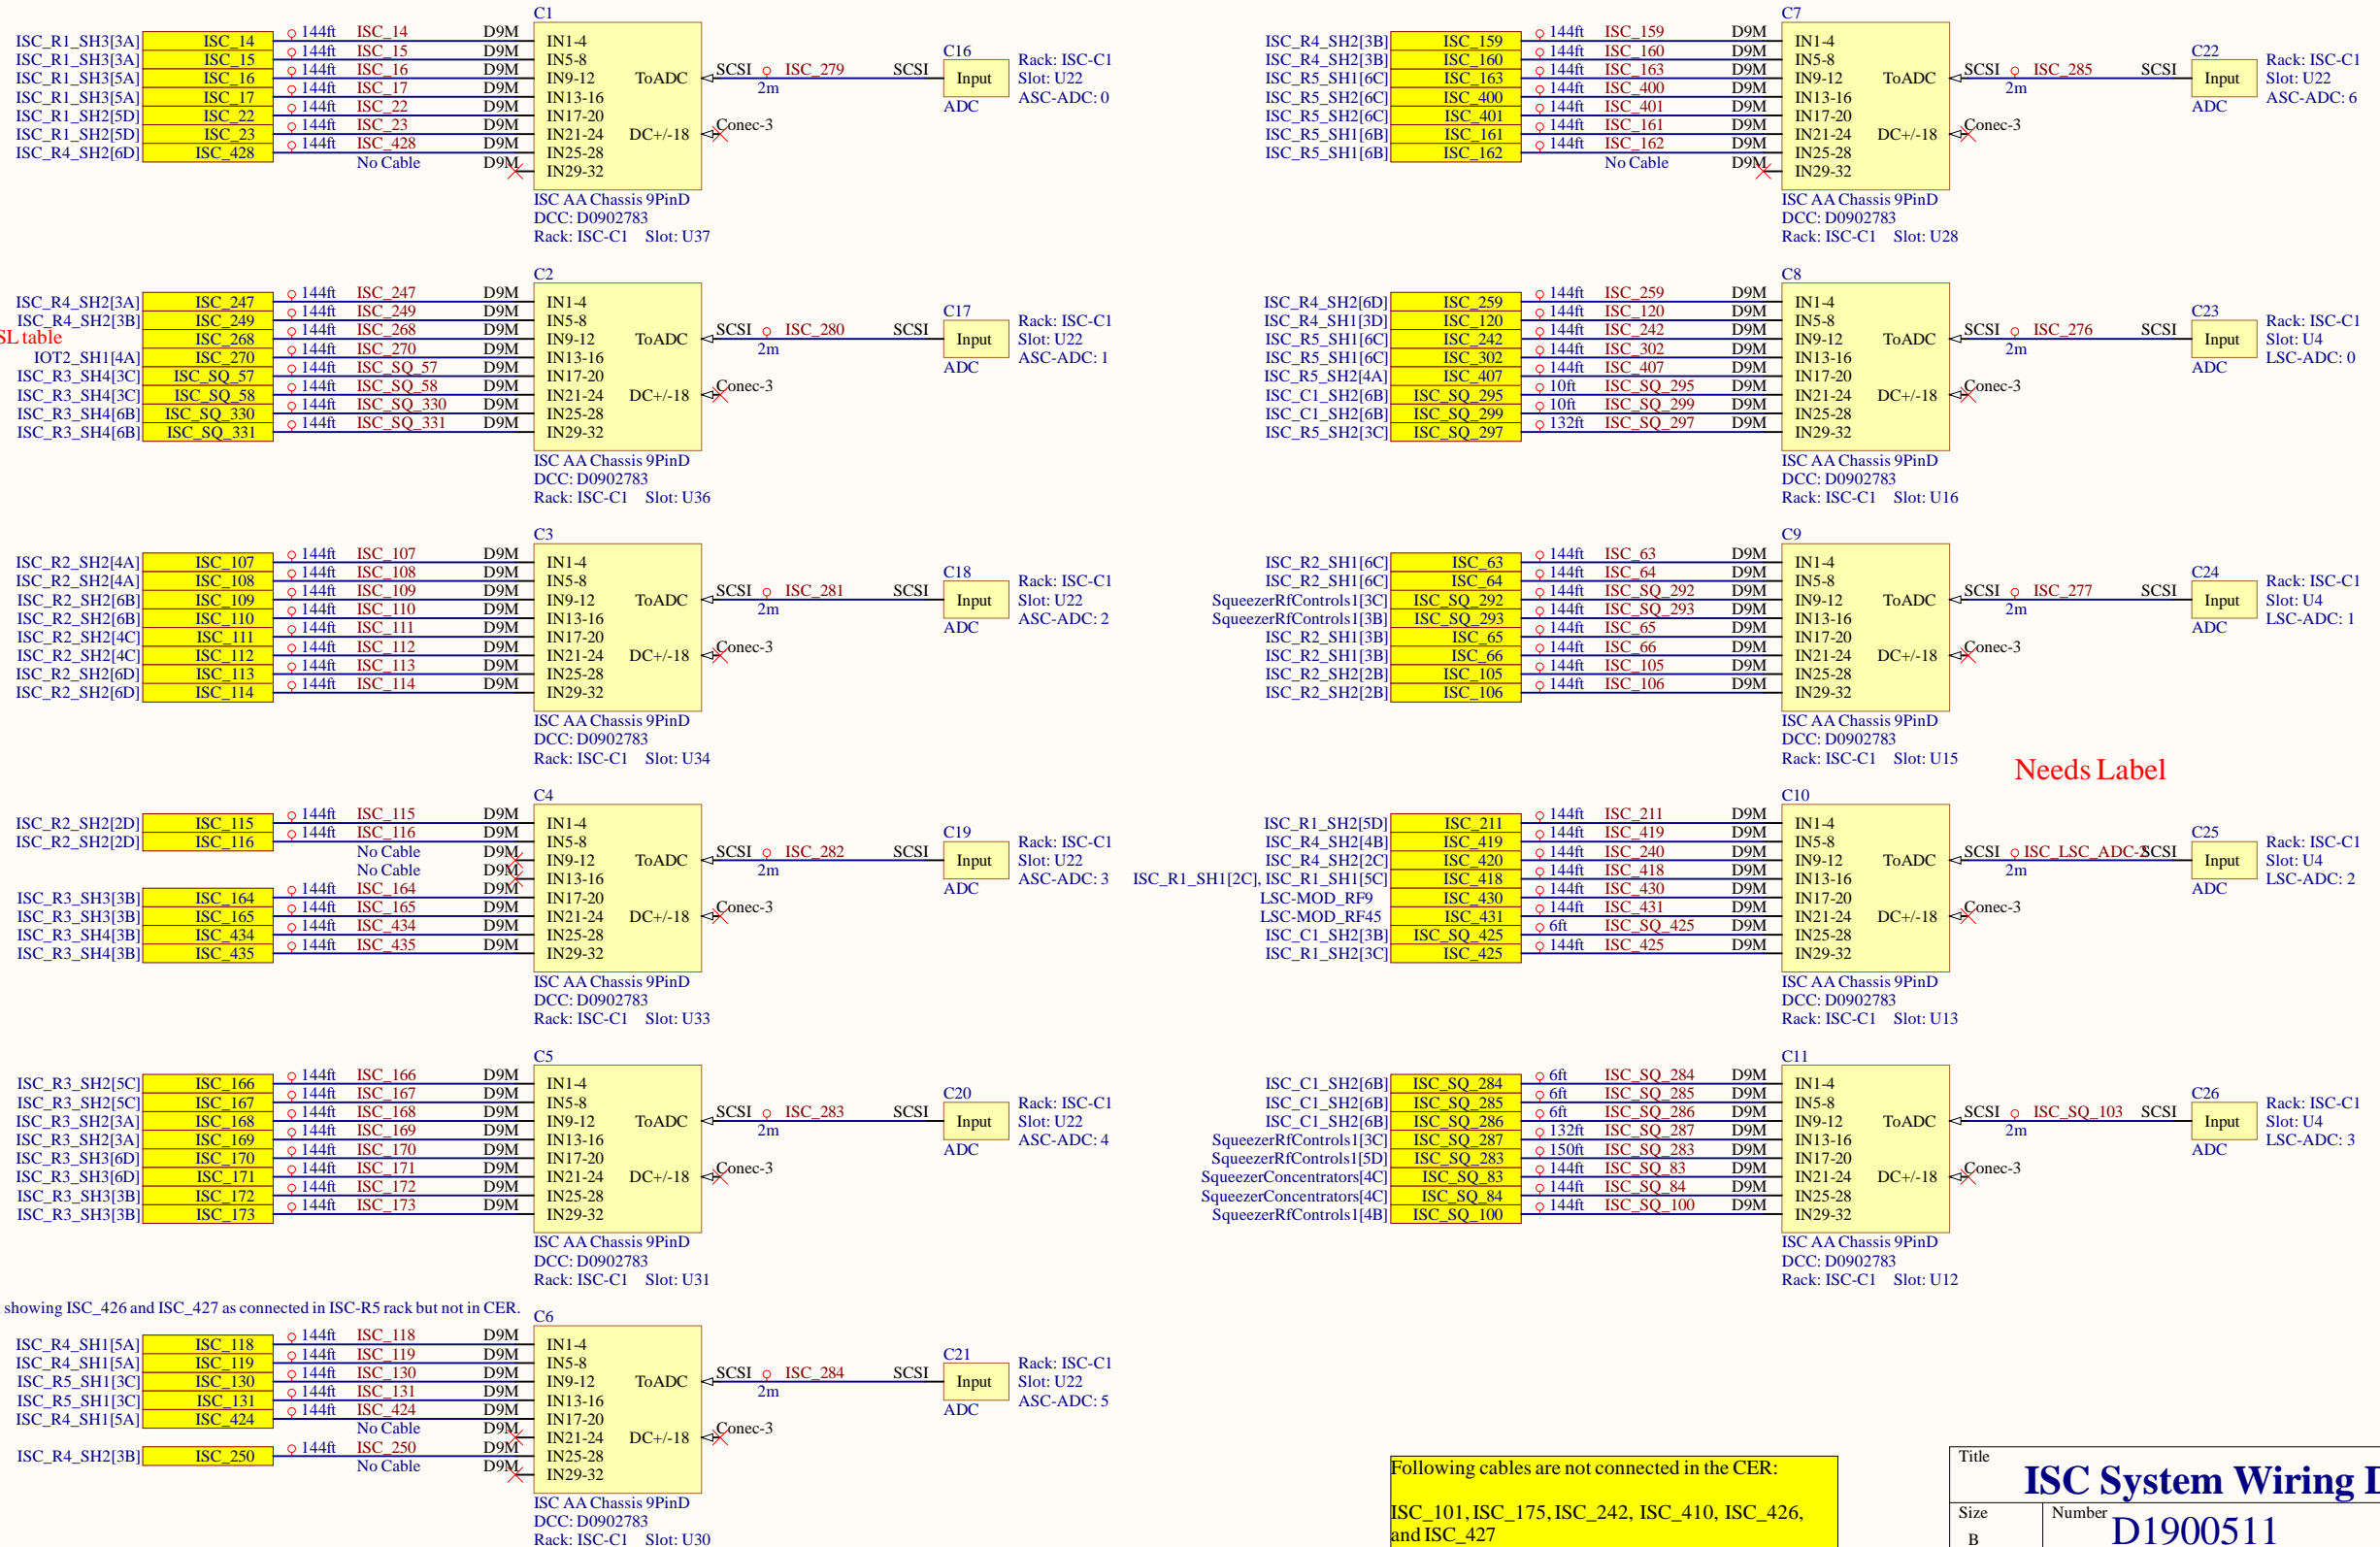 C1
ISC_R1_SH3[3A] ISC_14 144ft ISC_14 D9M IN1-4
ISC_R1_SH3[3A] ISC_15 144ft ISC_15 D9M IN5-8
ISC_R1_SH3[5A] ISC_16 144ft ISC_16 D9M IN9-12
ISC_R1_SH3[5A] ISC_17 144ft ISC_17 D9M IN13-16
ISC_R1_SH2[5D] ISC_22 144ft ISC_22 D9M IN17-20
ISC_R1_SH2[5D] ISC_23 144ft ISC_23 D9M IN21-24
ISC_R4_SH2[6D] ISC_428 144ft ISC_428 D9M IN25-28
No Cable D9M IN29-32
ToADC SCSI ISC_279 SCSI
2m
DC+/-18 Conec-3
C16
Input
ADC
Rack: ISC-C1
Slot: U22
ASC-ADC: 0
ISC AA Chassis 9PinD
DCC: D0902783
Rack: ISC-C1 Slot: U37
C2
ISC_R4_SH2[3A] ISC_247 144ft ISC_247 D9M IN1-4
ISC_R4_SH2[3B] ISC_249 144ft ISC_249 D9M IN5-8
SL table ISC_268 144ft ISC_268 D9M IN9-12
IOT2_SH1[4A] ISC_270 144ft ISC_270 D9M IN13-16
ISC_R3_SH4[3C] ISC_SQ_57 144ft ISC_SQ_57 D9M IN17-20
ISC_R3_SH4[3C] ISC_SQ_58 144ft ISC_SQ_58 D9M IN21-24
ISC_R3_SH4[6B] ISC_SQ_330 144ft ISC_SQ_330 D9M IN25-28
ISC_R3_SH4[6B] ISC_SQ_331 144ft ISC_SQ_331 D9M IN29-32
ToADC SCSI ISC_280 SCSI
2m
DC+/-18 Conec-3
C17
Input
ADC
Rack: ISC-C1
Slot: U22
ASC-ADC: 1
ISC AA Chassis 9PinD
DCC: D0902783
Rack: ISC-C1 Slot: U36
C3
ISC_R2_SH2[4A] ISC_107 144ft ISC_107 D9M IN1-4
ISC_R2_SH2[4A] ISC_108 144ft ISC_108 D9M IN5-8
ISC_R2_SH2[6B] ISC_109 144ft ISC_109 D9M IN9-12
ISC_R2_SH2[6B] ISC_110 144ft ISC_110 D9M IN13-16
ISC_R2_SH2[4C] ISC_111 144ft ISC_111 D9M IN17-20
ISC_R2_SH2[4C] ISC_112 144ft ISC_112 D9M IN21-24
ISC_R2_SH2[6D] ISC_113 144ft ISC_113 D9M IN25-28
ISC_R2_SH2[6D] ISC_114 144ft ISC_114 D9M IN29-32
ToADC SCSI ISC_281 SCSI
2m
DC+/-18 Conec-3
C18
Input
ADC
Rack: ISC-C1
Slot: U22
ASC-ADC: 2
ISC AA Chassis 9PinD
DCC: D0902783
Rack: ISC-C1 Slot: U34
C4
ISC_R2_SH2[2D] ISC_115 144ft ISC_115 D9M IN1-4
ISC_R2_SH2[2D] ISC_116 144ft ISC_116 D9M IN5-8
No Cable D9M IN9-12
No Cable D9M IN13-16
ISC_R3_SH3[3B] ISC_164 144ft ISC_164 D9M IN17-20
ISC_R3_SH3[3B] ISC_165 144ft ISC_165 D9M IN21-24
ISC_R3_SH4[3B] ISC_434 144ft ISC_434 D9M IN25-28
ISC_R3_SH4[3B] ISC_435 144ft ISC_435 D9M IN29-32
ToADC SCSI ISC_282 SCSI
2m
DC+/-18 Conec-3
C19
Input
ADC
Rack: ISC-C1
Slot: U22
ASC-ADC: 3
ISC AA Chassis 9PinD
DCC: D0902783
Rack: ISC-C1 Slot: U33
C5
ISC_R3_SH2[5C] ISC_166 144ft ISC_166 D9M IN1-4
ISC_R3_SH2[5C] ISC_167 144ft ISC_167 D9M IN5-8
ISC_R3_SH2[3A] ISC_168 144ft ISC_168 D9M IN9-12
ISC_R3_SH2[3A] ISC_169 144ft ISC_169 D9M IN13-16
ISC_R3_SH3[6D] ISC_170 144ft ISC_170 D9M IN17-20
ISC_R3_SH3[6D] ISC_171 144ft ISC_171 D9M IN21-24
ISC_R3_SH3[3B] ISC_172 144ft ISC_172 D9M IN25-28
ISC_R3_SH3[3B] ISC_173 144ft ISC_173 D9M IN29-32
ToADC SCSI ISC_283 SCSI
2m
DC+/-18 Conec-3
C20
Input
ADC
Rack: ISC-C1
Slot: U22
ASC-ADC: 4
ISC AA Chassis 9PinD
DCC: D0902783
Rack: ISC-C1 Slot: U31
showing ISC_426 and ISC_427 as connected in ISC-R5 rack but not in CER.
C6
ISC_R4_SH1[5A] ISC_118 144ft ISC_118 D9M IN1-4
ISC_R4_SH1[5A] ISC_119 144ft ISC_119 D9M IN5-8
ISC_R5_SH1[3C] ISC_130 144ft ISC_130 D9M IN9-12
ISC_R5_SH1[3C] ISC_131 144ft ISC_131 D9M IN13-16
ISC_R4_SH1[5A] ISC_424 144ft ISC_424 D9M IN17-20
No Cable D9M IN21-24
ISC_R4_SH2[3B] ISC_250 144ft ISC_250 D9M IN25-28
No Cable D9M IN29-32
ToADC SCSI ISC_284 SCSI
2m
DC+/-18 Conec-3
C21
Input
ADC
Rack: ISC-C1
Slot: U22
ASC-ADC: 5
ISC AA Chassis 9PinD
DCC: D0902783
Rack: ISC-C1 Slot: U30
C7
ISC_R4_SH2[3B] ISC_159 144ft ISC_159 D9M IN1-4
ISC_R4_SH2[3B] ISC_160 144ft ISC_160 D9M IN5-8
ISC_R5_SH1[6C] ISC_163 144ft ISC_163 D9M IN9-12
ISC_R5_SH2[6C] ISC_400 144ft ISC_400 D9M IN13-16
ISC_R5_SH2[6C] ISC_401 144ft ISC_401 D9M IN17-20
ISC_R5_SH1[6B] ISC_161 144ft ISC_161 D9M IN21-24
ISC_R5_SH1[6B] ISC_162 144ft ISC_162 D9M IN25-28
No Cable D9M IN29-32
ToADC SCSI ISC_285 SCSI
2m
DC+/-18 Conec-3
C22
Input
ADC
Rack: ISC-C1
Slot: U22
ASC-ADC: 6
ISC AA Chassis 9PinD
DCC: D0902783
Rack: ISC-C1 Slot: U28
C8
ISC_R4_SH2[6D] ISC_259 144ft ISC_259 D9M IN1-4
ISC_R4_SH1[3D] ISC_120 144ft ISC_120 D9M IN5-8
ISC_R5_SH1[6C] ISC_242 144ft ISC_242 D9M IN9-12
ISC_R5_SH1[6C] ISC_302 144ft ISC_302 D9M IN13-16
ISC_R5_SH2[4A] ISC_407 144ft ISC_407 D9M IN17-20
ISC_C1_SH2[6B] ISC_SQ_295 10ft ISC_SQ_295 D9M IN21-24
ISC_C1_SH2[6B] ISC_SQ_299 10ft ISC_SQ_299 D9M IN25-28
ISC_R5_SH2[3C] ISC_SQ_297 132ft ISC_SQ_297 D9M IN29-32
ToADC SCSI ISC_276 SCSI
2m
DC+/-18 Conec-3
C23
Input
ADC
Rack: ISC-C1
Slot: U4
LSC-ADC: 0
ISC AA Chassis 9PinD
DCC: D0902783
Rack: ISC-C1 Slot: U16
C9
ISC_R2_SH1[6C] ISC_63 144ft ISC_63 D9M IN1-4
ISC_R2_SH1[6C] ISC_64 144ft ISC_64 D9M IN5-8
SqueezerRfControls1[3C] ISC_SQ_292 144ft ISC_SQ_292 D9M IN9-12
SqueezerRfControls1[3B] ISC_SQ_293 144ft ISC_SQ_293 D9M IN13-16
ISC_R2_SH1[3B] ISC_65 144ft ISC_65 D9M IN17-20
ISC_R2_SH1[3B] ISC_66 144ft ISC_66 D9M IN21-24
ISC_R2_SH2[2B] ISC_105 144ft ISC_105 D9M IN25-28
ISC_R2_SH2[2B] ISC_106 144ft ISC_106 D9M IN29-32
ToADC SCSI ISC_277 SCSI
2m
DC+/-18 Conec-3
C24
Input
ADC
Rack: ISC-C1
Slot: U4
LSC-ADC: 1
ISC AA Chassis 9PinD
DCC: D0902783
Rack: ISC-C1 Slot: U15
Needs Label
C10
ISC_R1_SH2[5D] ISC_211 144ft ISC_211 D9M IN1-4
ISC_R4_SH2[4B] ISC_419 144ft ISC_419 D9M IN5-8
ISC_R4_SH2[2C] ISC_420 144ft ISC_240 D9M IN9-12
ISC_R1_SH1[2C], ISC_R1_SH1[5C] ISC_418 144ft ISC_418 D9M IN13-16
LSC-MOD_RF9 ISC_430 144ft ISC_430 D9M IN17-20
LSC-MOD_RF45 ISC_431 144ft ISC_431 D9M IN21-24
ISC_C1_SH2[3B] ISC_SQ_425 6ft ISC_SQ_425 D9M IN25-28
ISC_R1_SH2[3C] ISC_425 144ft ISC_425 D9M IN29-32
ToADC SCSI ISC_LSC_ADC-2 SCSI
2m
DC+/-18 Conec-3
C25
Input
ADC
Rack: ISC-C1
Slot: U4
LSC-ADC: 2
ISC AA Chassis 9PinD
DCC: D0902783
Rack: ISC-C1 Slot: U13
C11
ISC_C1_SH2[6B] ISC_SQ_284 6ft ISC_SQ_284 D9M IN1-4
ISC_C1_SH2[6B] ISC_SQ_285 6ft ISC_SQ_285 D9M IN5-8
ISC_C1_SH2[6B] ISC_SQ_286 6ft ISC_SQ_286 D9M IN9-12
SqueezerRfControls1[3C] ISC_SQ_287 132ft ISC_SQ_287 D9M IN13-16
SqueezerRfControls1[5D] ISC_SQ_283 150ft ISC_SQ_283 D9M IN17-20
SqueezerConcentrators[4C] ISC_SQ_83 144ft ISC_SQ_83 D9M IN21-24
SqueezerConcentrators[4C] ISC_SQ_84 144ft ISC_SQ_84 D9M IN25-28
SqueezerRfControls1[4B] ISC_SQ_100 144ft ISC_SQ_100 D9M IN29-32
ToADC SCSI ISC_SQ_103 SCSI
2m
DC+/-18 Conec-3
C26
Input
ADC
Rack: ISC-C1
Slot: U4
LSC-ADC: 3
ISC AA Chassis 9PinD
DCC: D0902783
Rack: ISC-C1 Slot: U12
Following cables are not connected in the CER:
ISC_101, ISC_175, ISC_242, ISC_410, ISC_426,
and ISC_427
Title
ISC System Wiring D
Size Number
B D1900511